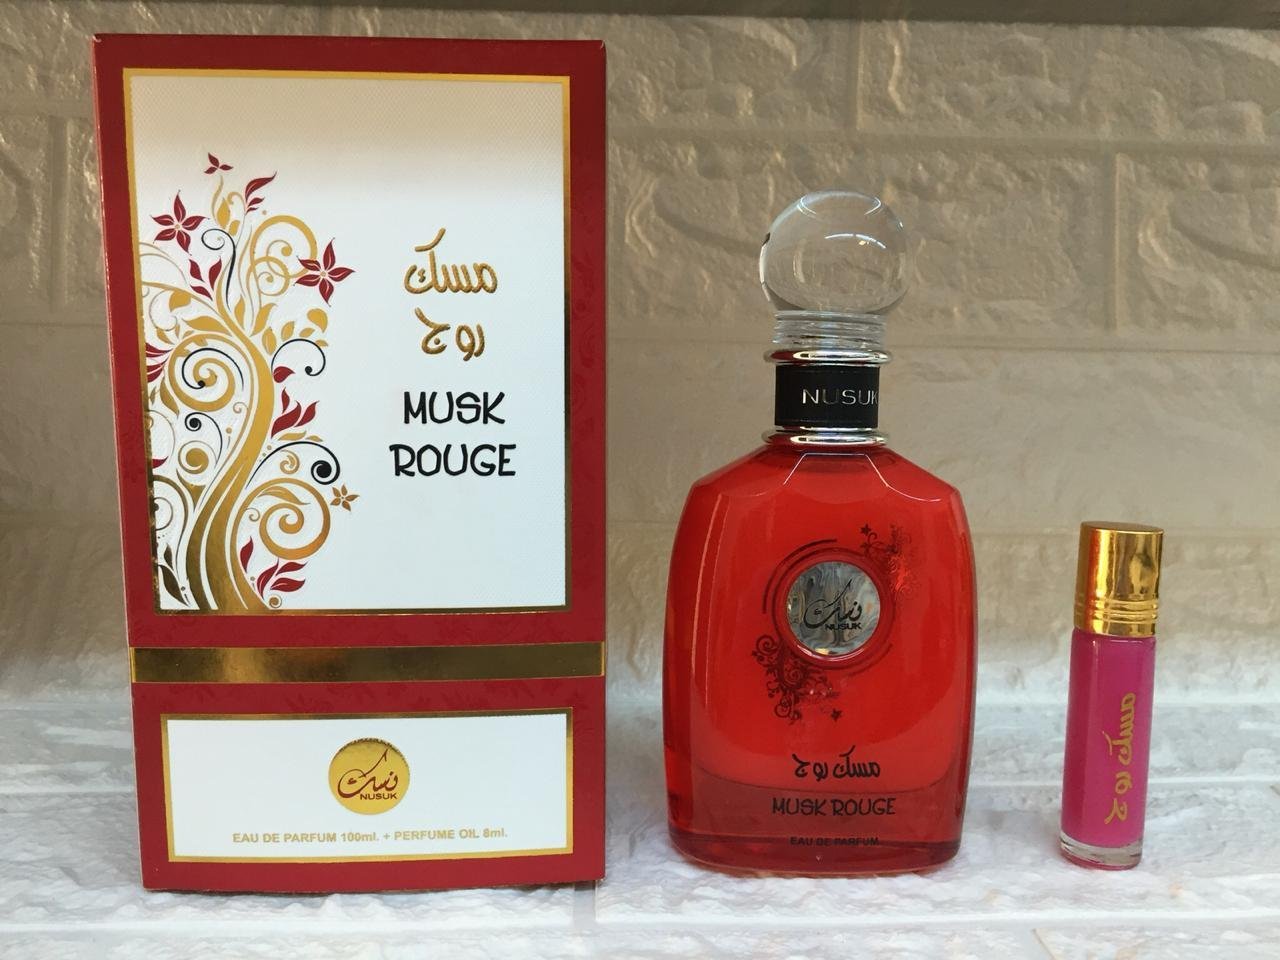 مسك
روج
MUSK
ROUGE
نسك
NUSUK
EAU DE PARFUM 100ml. + PERFUME OIL 8ml.
NUSUK
نسك
NUSUK
مسك روج
MUSK ROUGE
EAU DE PARFUM
مسك روج